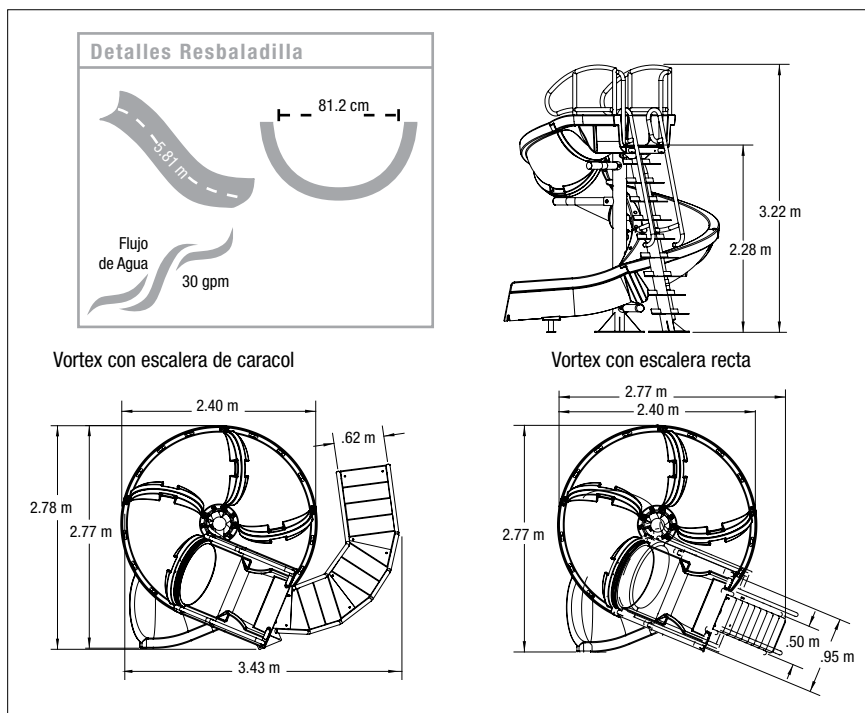 Detalles Resbaladilla
5.81 m
81.2 cm
Flujo
de Agua
30 gpm
3.22 m
2.28 m
Vortex con escalera de caracol
2.40 m
.62 m
2.78 m
2.77 m
3.43 m
Vortex con escalera recta
2.77 m
2.40 m
2.77 m
.50 m
.95 m